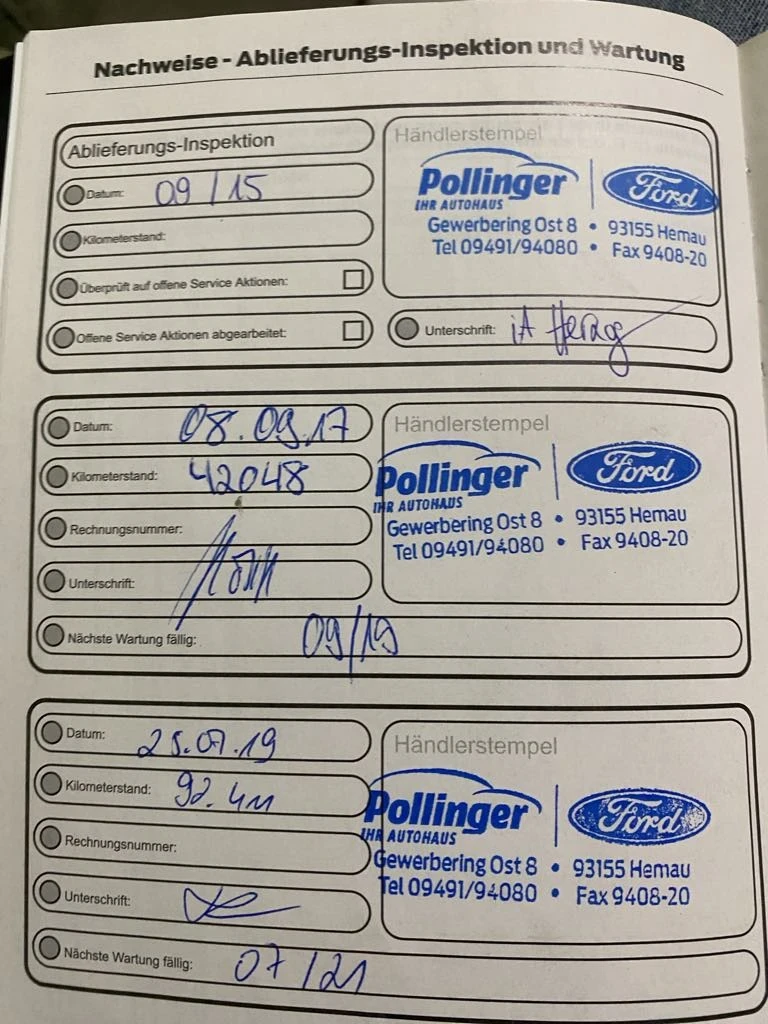 Nachweise - Ablieferungs-Inspektion und Wartung
Ablieferungs-Inspektion
Datum: 09/15
Kilometerstand:
Überprüft auf offene Service Aktionen:
Offene Service Aktionen abgearbeitet:
Händlerstempel
Pollinger
IHR AUTOHAUS
Ford
Gewerbering Ost 8 • 93155 Hemau
Tel 09491/94080 • Fax 9408-20
Unterschrift: iA Herzog
Datum: 08.09.17
Kilometerstand: 42048
Rechnungsnummer:
Unterschrift:
Händlerstempel
Pollinger
IHR AUTOHAUS
Ford
Gewerbering Ost 8 • 93155 Hemau
Tel 09491/94080 • Fax 9408-20
Nächste Wartung fällig: 09/19
Datum: 25.07.19
Kilometerstand: 92.411
Rechnungsnummer:
Unterschrift:
Händlerstempel
Pollinger
IHR AUTOHAUS
Ford
Gewerbering Ost 8 • 93155 Hemau
Tel 09491/94080 • Fax 9408-20
Nächste Wartung fällig: 07/21